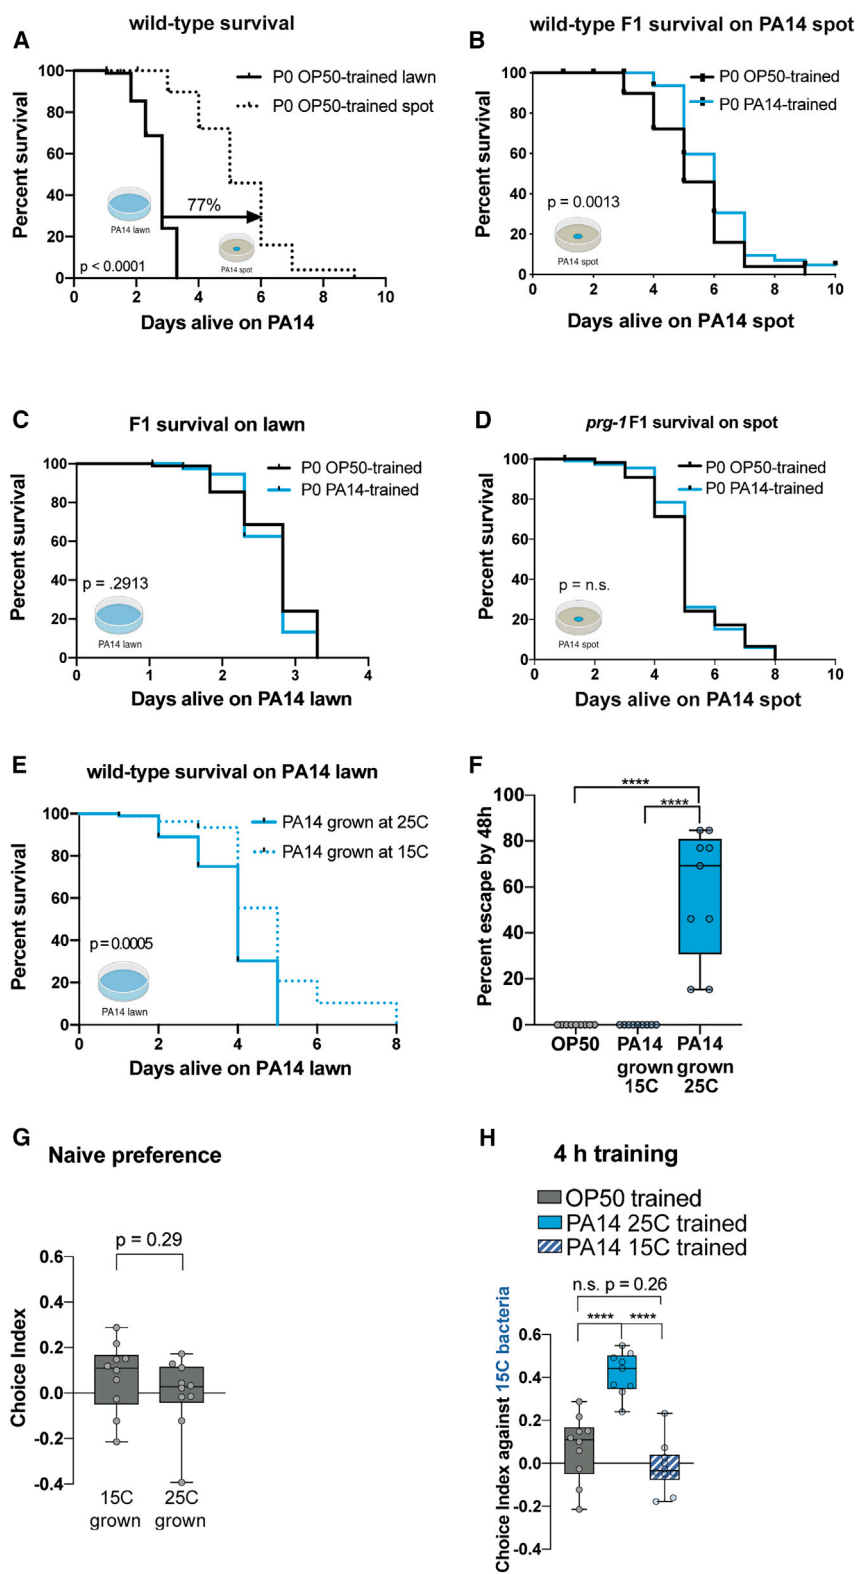 A
wild-type survival
P0 OP50-trained lawn
P0 OP50-trained spot
Percent survival
100
80
60
40
20
0
77%
PA14 lawn
PA14 spot
p < 0.0001
0 2 4 6 8 10
Days alive on PA14
B
wild-type F1 survival on PA14 spot
P0 OP50-trained
P0 PA14-trained
Percent survival
100
80
60
40
20
0
p = 0.0013
PA14 spot
0 2 4 6 8 10
Days alive on PA14 spot
C
F1 survival on lawn
P0 OP50-trained
P0 PA14-trained
Percent survival
100
80
60
40
20
0
p = .2913
PA14 lawn
0 1 2 3 4
Days alive on PA14 lawn
D
prg-1 F1 survival on spot
P0 OP50-trained
P0 PA14-trained
Percent survival
100
80
60
40
20
0
p = n.s.
PA14 spot
0 2 4 6 8 10
Days alive on PA14 spot
E
wild-type survival on PA14 lawn
PA14 grown at 25C
PA14 grown at 15C
Percent survival
100
80
60
40
20
0
p=0.0005
PA14 lawn
0 2 4 6 8
Days alive on PA14 lawn
F
Percent escape by 48h
100
80
60
40
20
0
****
****
OP50 PA14 PA14
grown grown
15C 25C
G
Naive preference
p = 0.29
Choice Index
0.6
0.4
0.2
0.0
-0.2
-0.4
15C 25C
grown grown
H
4 h training
OP50 trained
PA14 25C trained
PA14 15C trained
n.s. p = 0.26
**** ****
Choice Index against 15C bacteria
0.6
0.4
0.2
0.0
-0.2
-0.4